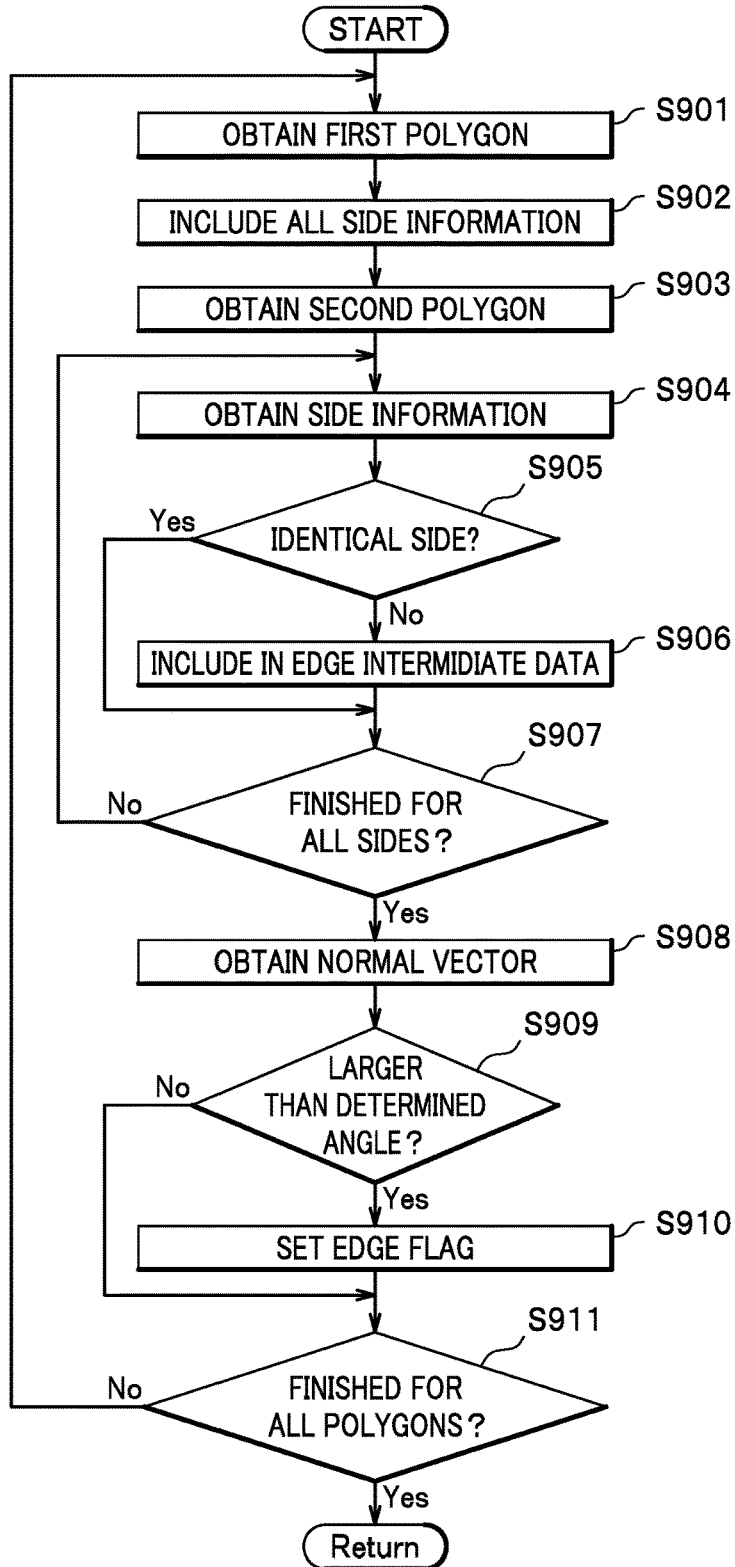 START
S901
OBTAIN FIRST POLYGON
S902
INCLUDE ALL SIDE INFORMATION
S903
OBTAIN SECOND POLYGON
S904
OBTAIN SIDE INFORMATION
S905
Yes
IDENTICAL SIDE?
No
S906
INCLUDE IN EDGE INTERMIDIATE DATA
S907
No
FINISHED FOR
ALL SIDES?
Yes
S908
OBTAIN NORMAL VECTOR
S909
No
LARGER
THAN DETERMINED
ANGLE?
Yes
S910
SET EDGE FLAG
S911
No
FINISHED FOR
ALL POLYGONS?
Yes
Return